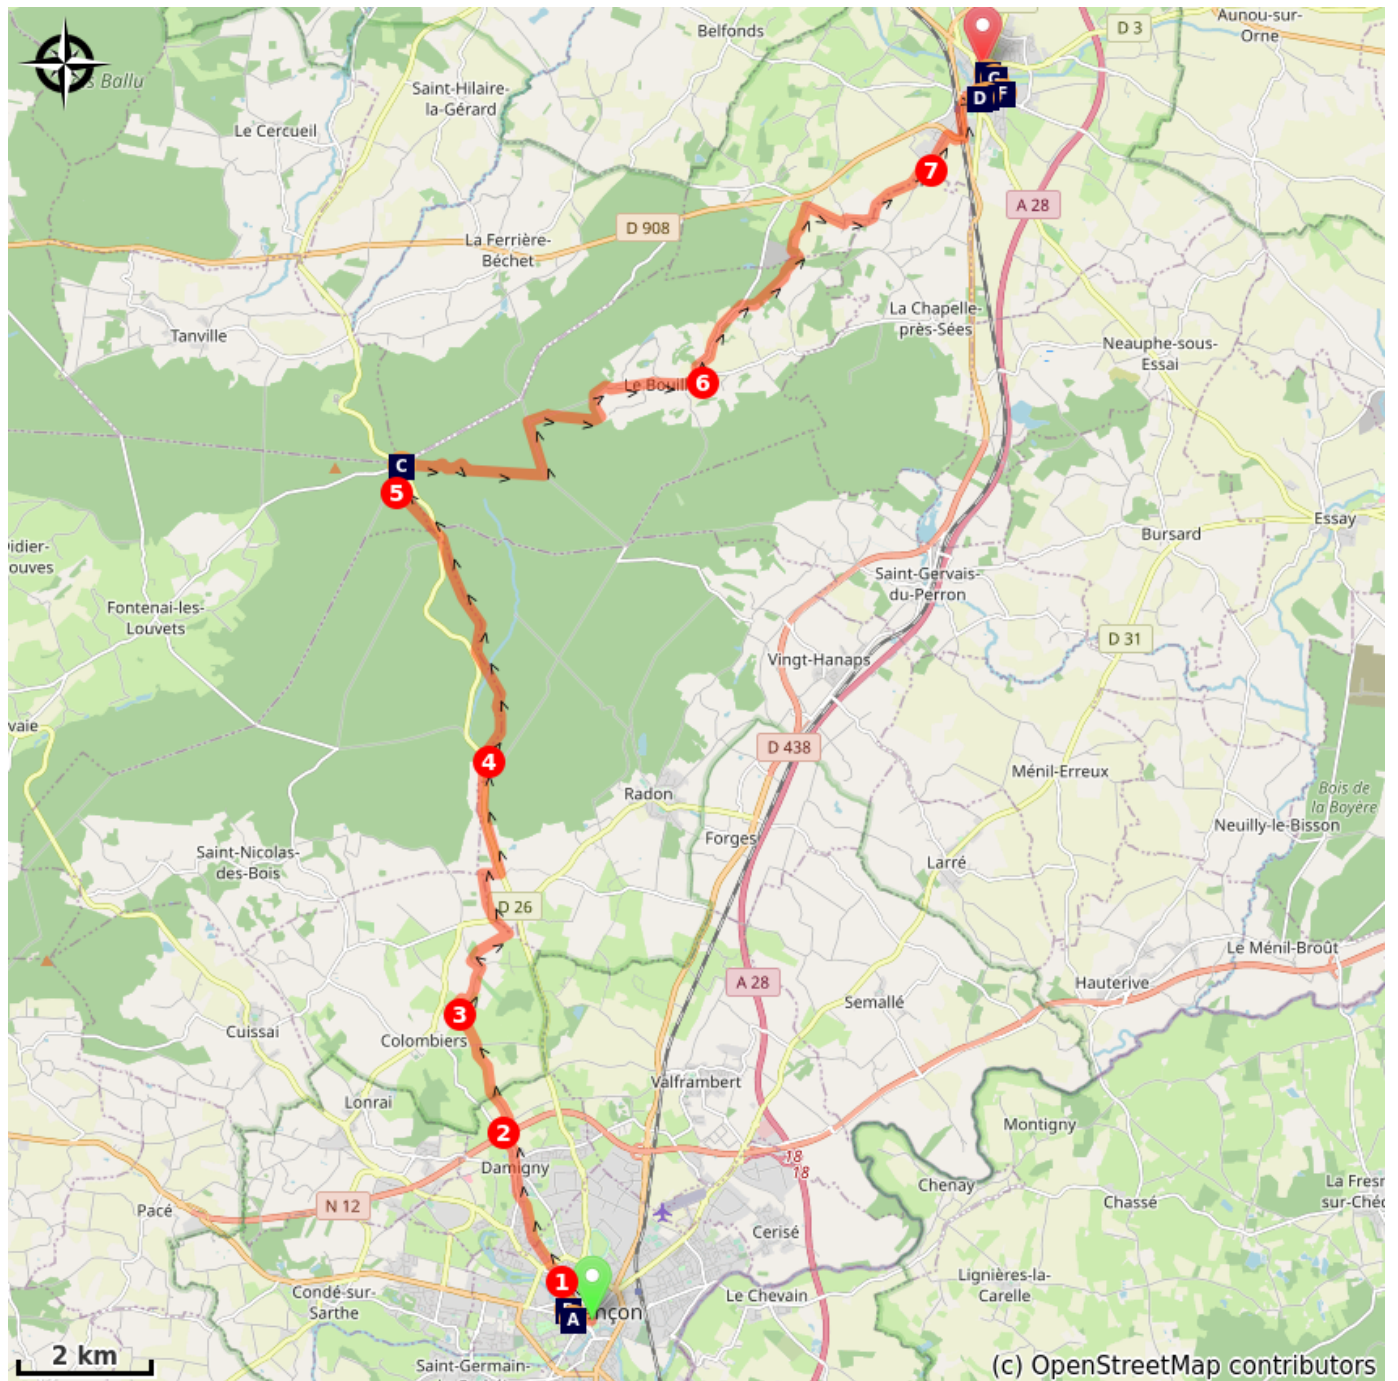 Belfonds
D 3
Aunou-sur-
Orne
Ballu
Saint-Hilaire-
la-Gérard
G
D
F
Le Cercueil
7
A 28
D 908
La Ferrière-
Béchet
La Chapelle-
près-Sées
Tanville
Neauphe-sous-
Essai
Le Bouil
6
C
5
Essay
Bursard
idier-
ouves
Saint-Gervais-
du-Perron
Fontenai-les-
Louvets
D 31
Vingt-Hanaps
vaie
D 438
4
Ménil-Erreux
Radon
Bois de
la Boyère
Forges
Neuilly-le-Bisson
Saint-Nicolas-
des-Bois
Larré
D 26
Le Ménil-Broût
A 28
Hauterive
Semallé
3
Cuissai
Colombiers
Valframbert
Lonrai
Montigny
2
18
18
Damigny
Chenay
La Fresn
sur-Ché
Chassé
N 12
Pacé
Cerisé
1
Lignières-la-
Carelle
Condé-sur-
Sarthe
Le Chevain
A
nçon
2 km
Saint-Germain-
(c) OpenStreetMap contributors